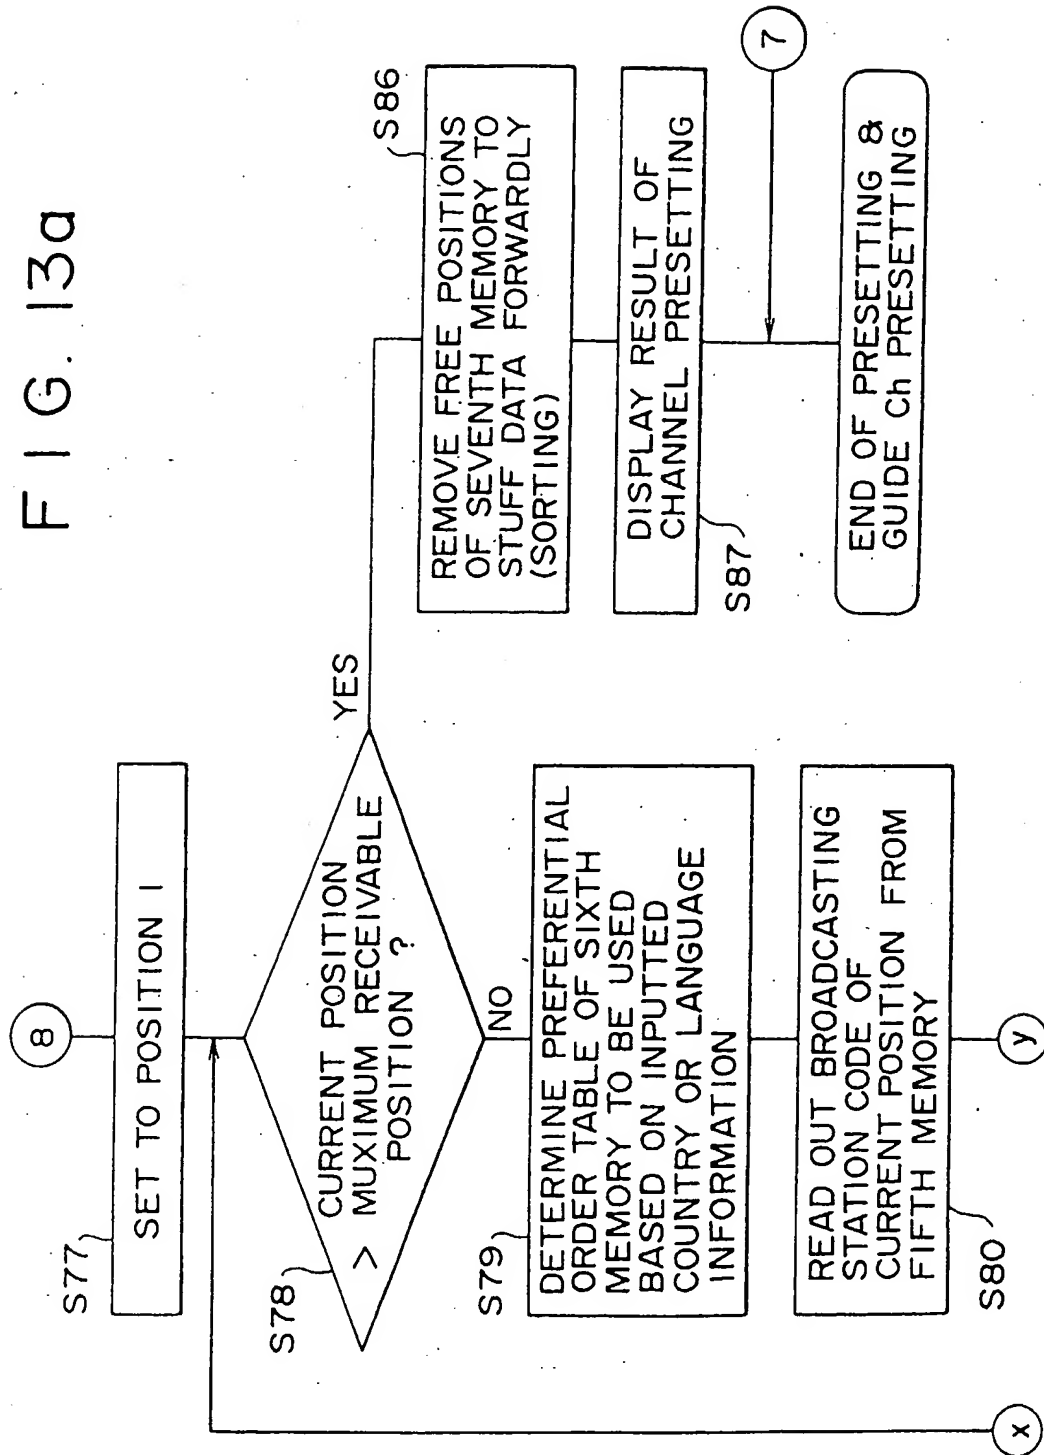 FIG. 13a
8
S77
SET TO POSITION 1
S78
CURRENT POSITION
> MUXIMUM RECEIVABLE
POSITION ?
YES
NO
S79
DETERMINE PREFERENTIAL
ORDER TABLE OF SIXTH
MEMORY TO BE USED
BASED ON INPUTTED
COUNTRY OR LANGUAGE
INFORMATION
READ OUT BROADCASTING
STATION CODE OF
CURRENT POSITION FROM
FIFTH MEMORY
S80
x
y
S86
REMOVE FREE POSITIONS
OF SEVENTH MEMORY TO
STUFF DATA FORWARDLY
(SORTING)
DISPLAY RESULT OF
CHANNEL PRESETTING
S87
7
END OF PRESETTING &
GUIDE Ch PRESETTING